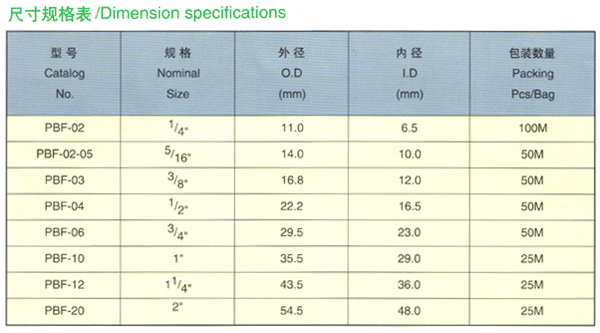 尺寸规格表/Dimension specifications
型号 规格 外径 内径 包装数量
Catalog Nominal O.D I.D Packing
No. Size (mm) (mm) Pcs/Bag
PBF-02 1/4" 11.0 6.5 100M
PBF-02-05 5/16" 14.0 10.0 50M
PBF-03 3/8" 16.8 12.0 50M
PBF-04 1/2" 22.2 16.5 50M
PBF-06 3/4" 29.5 23.0 50M
PBF-10 1" 35.5 29.0 25M
PBF-12 1 1/4" 43.5 36.0 25M
PBF-20 2" 54.5 48.0 25M